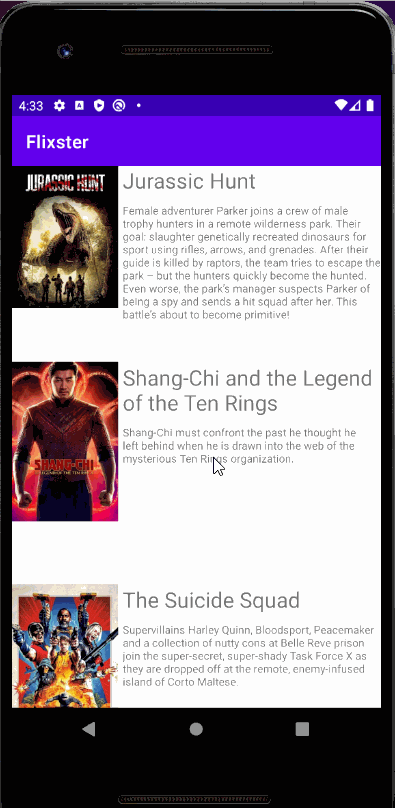 4:33
Flixster
JURASSIC HUNT
Jurassic Hunt
Female adventurer Parker joins a crew of male
trophy hunters in a remote wilderness park. Their
goal: slaughter genetically recreated dinosaurs for
sport using rifles, arrows, and grenades. After their
guide is killed by raptors, the team tries to escape the
park – but the hunters quickly become the hunted.
Even worse, the park's manager suspects Parker of
being a spy and sends a hit squad after her. This
battle's about to become primitive!
Shang-Chi and the Legend
of the Ten Rings
Shang-Chi must confront the past he thought he
left behind when he is drawn into the web of the
mysterious Ten Rings organization.
SHANG-CHI
The Suicide Squad
Supervillains Harley Quinn, Bloodsport, Peacemaker
and a collection of nutty cons at Belle Reve prison
join the super-secret, super-shady Task Force X as
they are dropped off at the remote, enemy-infused
island of Corto Maltese.